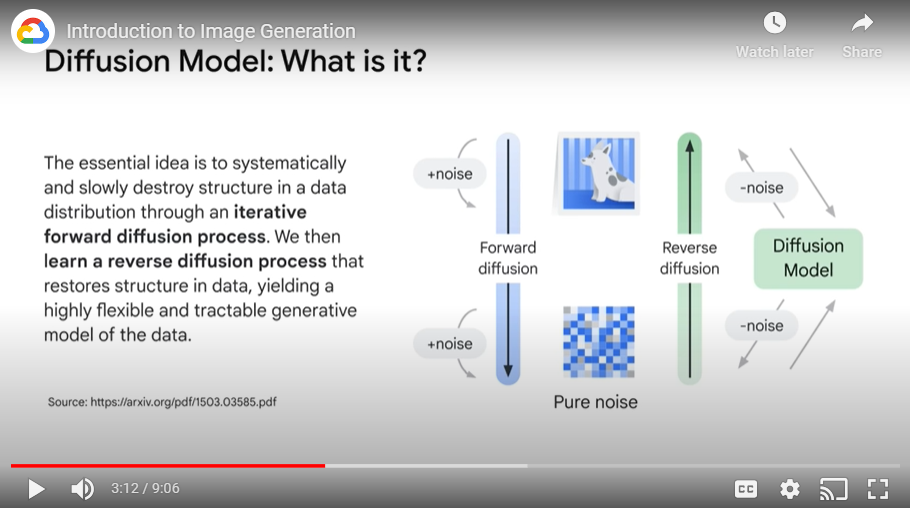 Introduction to Image Generation
Watch later
Share
Diffusion Model: What is it?
The essential idea is to systematically
and slowly destroy structure in a data
distribution through an iterative
forward diffusion process. We then
learn a reverse diffusion process that
restores structure in data, yielding a
highly flexible and tractable generative
model of the data.
Source: https://arxiv.org/pdf/1503.03585.pdf
+noise
Forward
diffusion
+noise
Pure noise
Reverse
diffusion
-noise
Diffusion
Model
-noise
3:12 / 9:06
CC